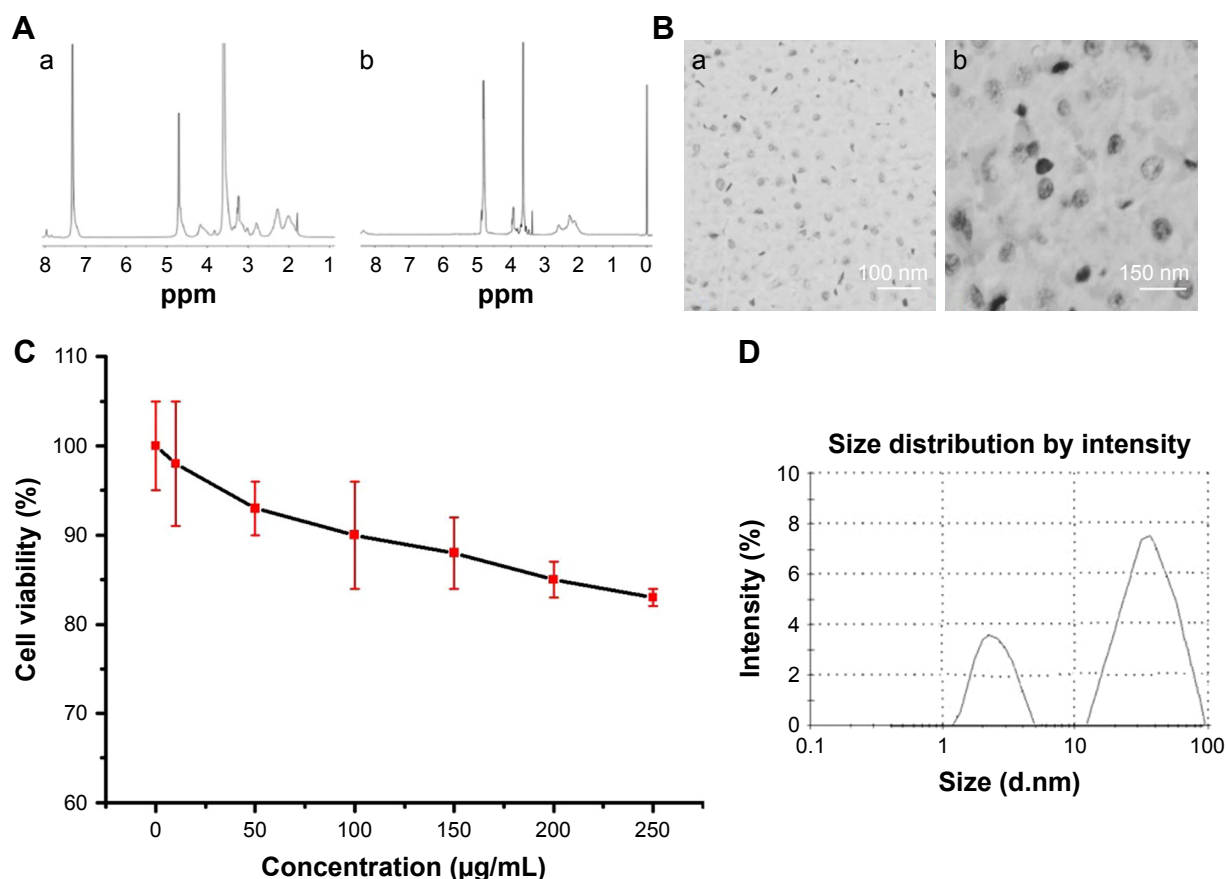 A
a
8 7 6 5 4 3 2 1
ppm
b
8 7 6 5 4 3 2 1 0
ppm
B
a
100 nm
b
150 nm
C
110
100
90
80
70
60
Cell viability (%)
0 50 100 150 200 250
Concentration (µg/mL)
D
Size distribution by intensity
10
8
6
4
2
0
Intensity (%)
0.1 1 10 100
Size (d.nm)